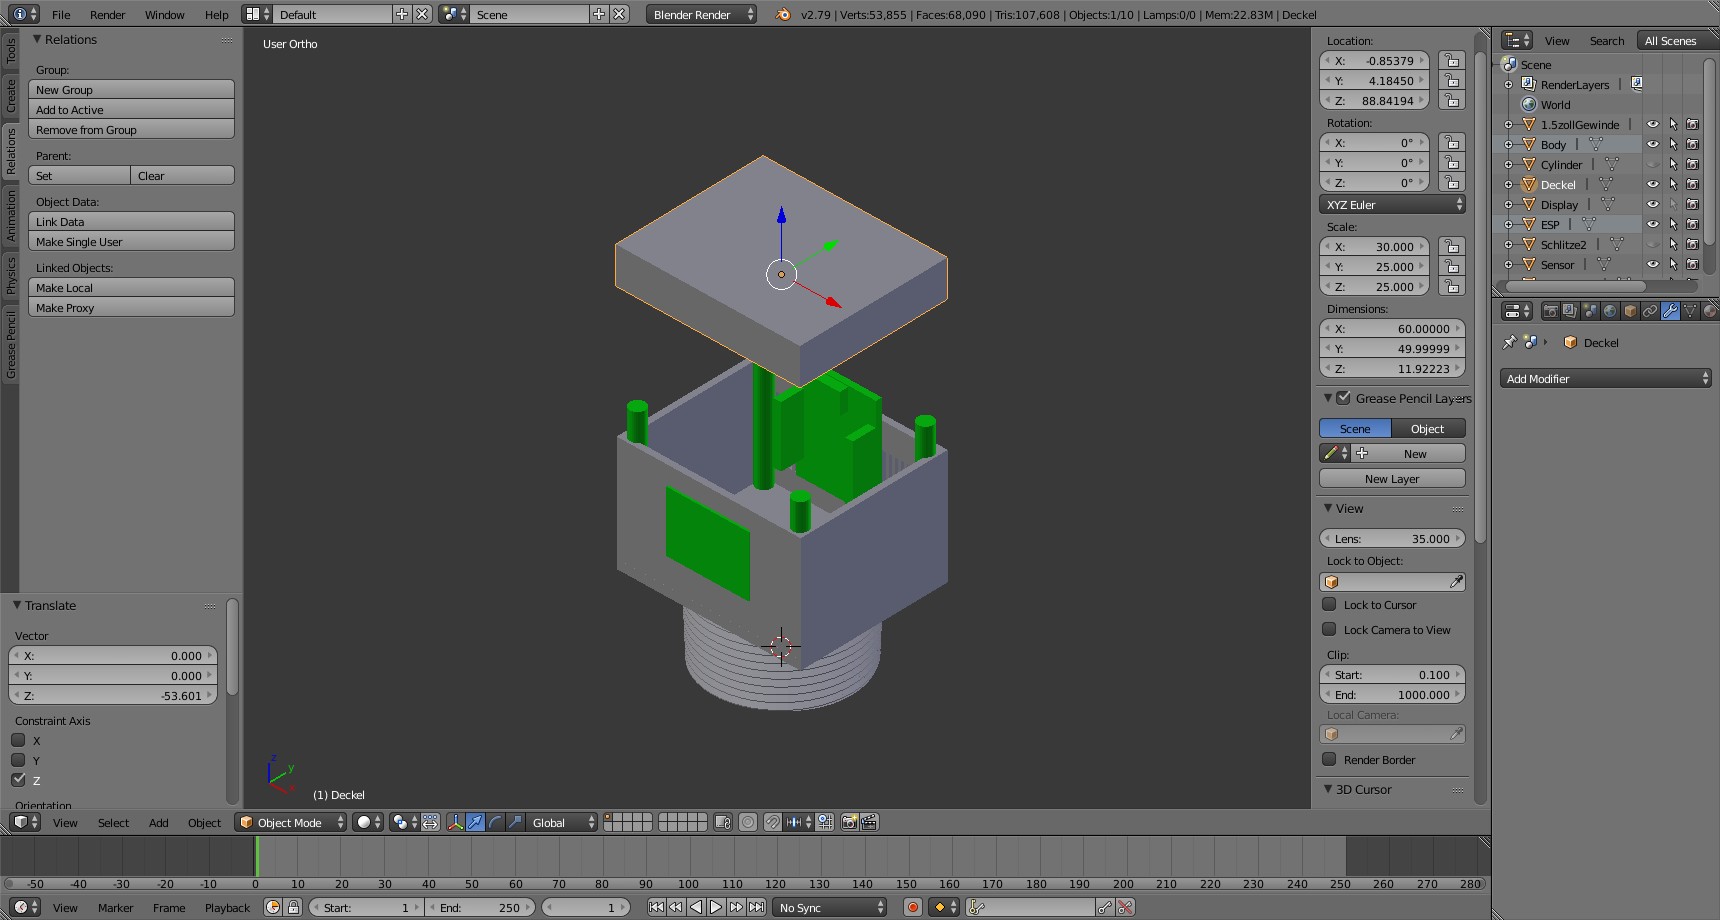 File Render Window Help Default Scene Blender Render v2.79 | Verts:53,855 | Faces:68,090 | Tris:107,608 | Objects:1/10 | Lamps:0/0 | Mem:22.83M | Deckel
Tools
Create
Relations
Animation
Physics
Grease Pencil
Relations
Group:
New Group
Add to Active
Remove from Group
Parent:
Set Clear
Object Data:
Link Data
Make Single User
Linked Objects:
Make Local
Make Proxy
Translate
Vector
X: 0.000
Y: 0.000
Z: -53.601
Constraint Axis
X
Y
Z
Orientation
User Ortho
z
y
x
(1) Deckel
Location:
X: -0.85379
Y: 4.18450
Z: 88.84194
Rotation:
X: 0°
Y: 0°
Z: 0°
XYZ Euler
Scale:
X: 30.000
Y: 25.000
Z: 25.000
Dimensions:
X: 60.00000
Y: 49.99999
Z: 11.92223
Grease Pencil Layers
Scene Object
New
New Layer
View
Lens: 35.000
Lock to Object:
Lock to Cursor
Lock Camera to View
Clip:
Start: 0.100
End: 1000.000
Local Camera:
Render Border
3D Cursor
View Search All Scenes
Scene
RenderLayers |
World
1.5zollGewinde |
Body |
Cylinder |
Deckel |
Display |
ESP |
Schlitze2 |
Sensor |
Deckel
Add Modifier
View Select Add Object Object Mode Global
-50 -40 -30 -20 -10 0 10 20 30 40 50 60 70 80 90 100 110 120 130 140 150 160 170 180 190 200 210 220 230 240 250 260 270 280
View Marker Frame Playback Start: 1 End: 250 1 No Sync